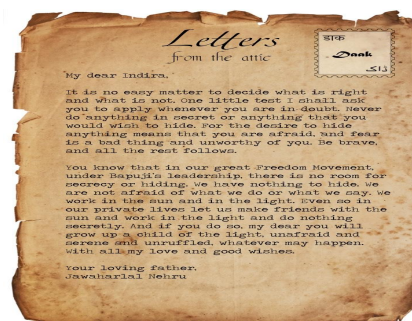 Letters
from the attic
डाक
Daak
ڈاک
My dear Indira,
It is no easy matter to decide what is right
and what is not. One little test I shall ask
you to apply whenever you are in doubt. Never
do anything in secret or anything that you
would wish to hide. For the desire to hide
anything means that you are afraid, and fear
is a bad thing and unworthy of you. Be brave,
and all the rest follows.
You know that in our great Freedom Movement,
under Bapuji's leadership, there is no room for
secrecy or hiding. We have nothing to hide. We
are not afraid of what we do or what we say. We
work in the sun and in the light. Even so in
our private lives let us make friends with the
sun and work in the light and do nothing
secretly. And if you do so, my dear you will
grow up a child of the light, unafraid and
serene and unruffled, whatever may happen.
With all my love and good wishes.
Your loving father,
Jawaharlal Nehru